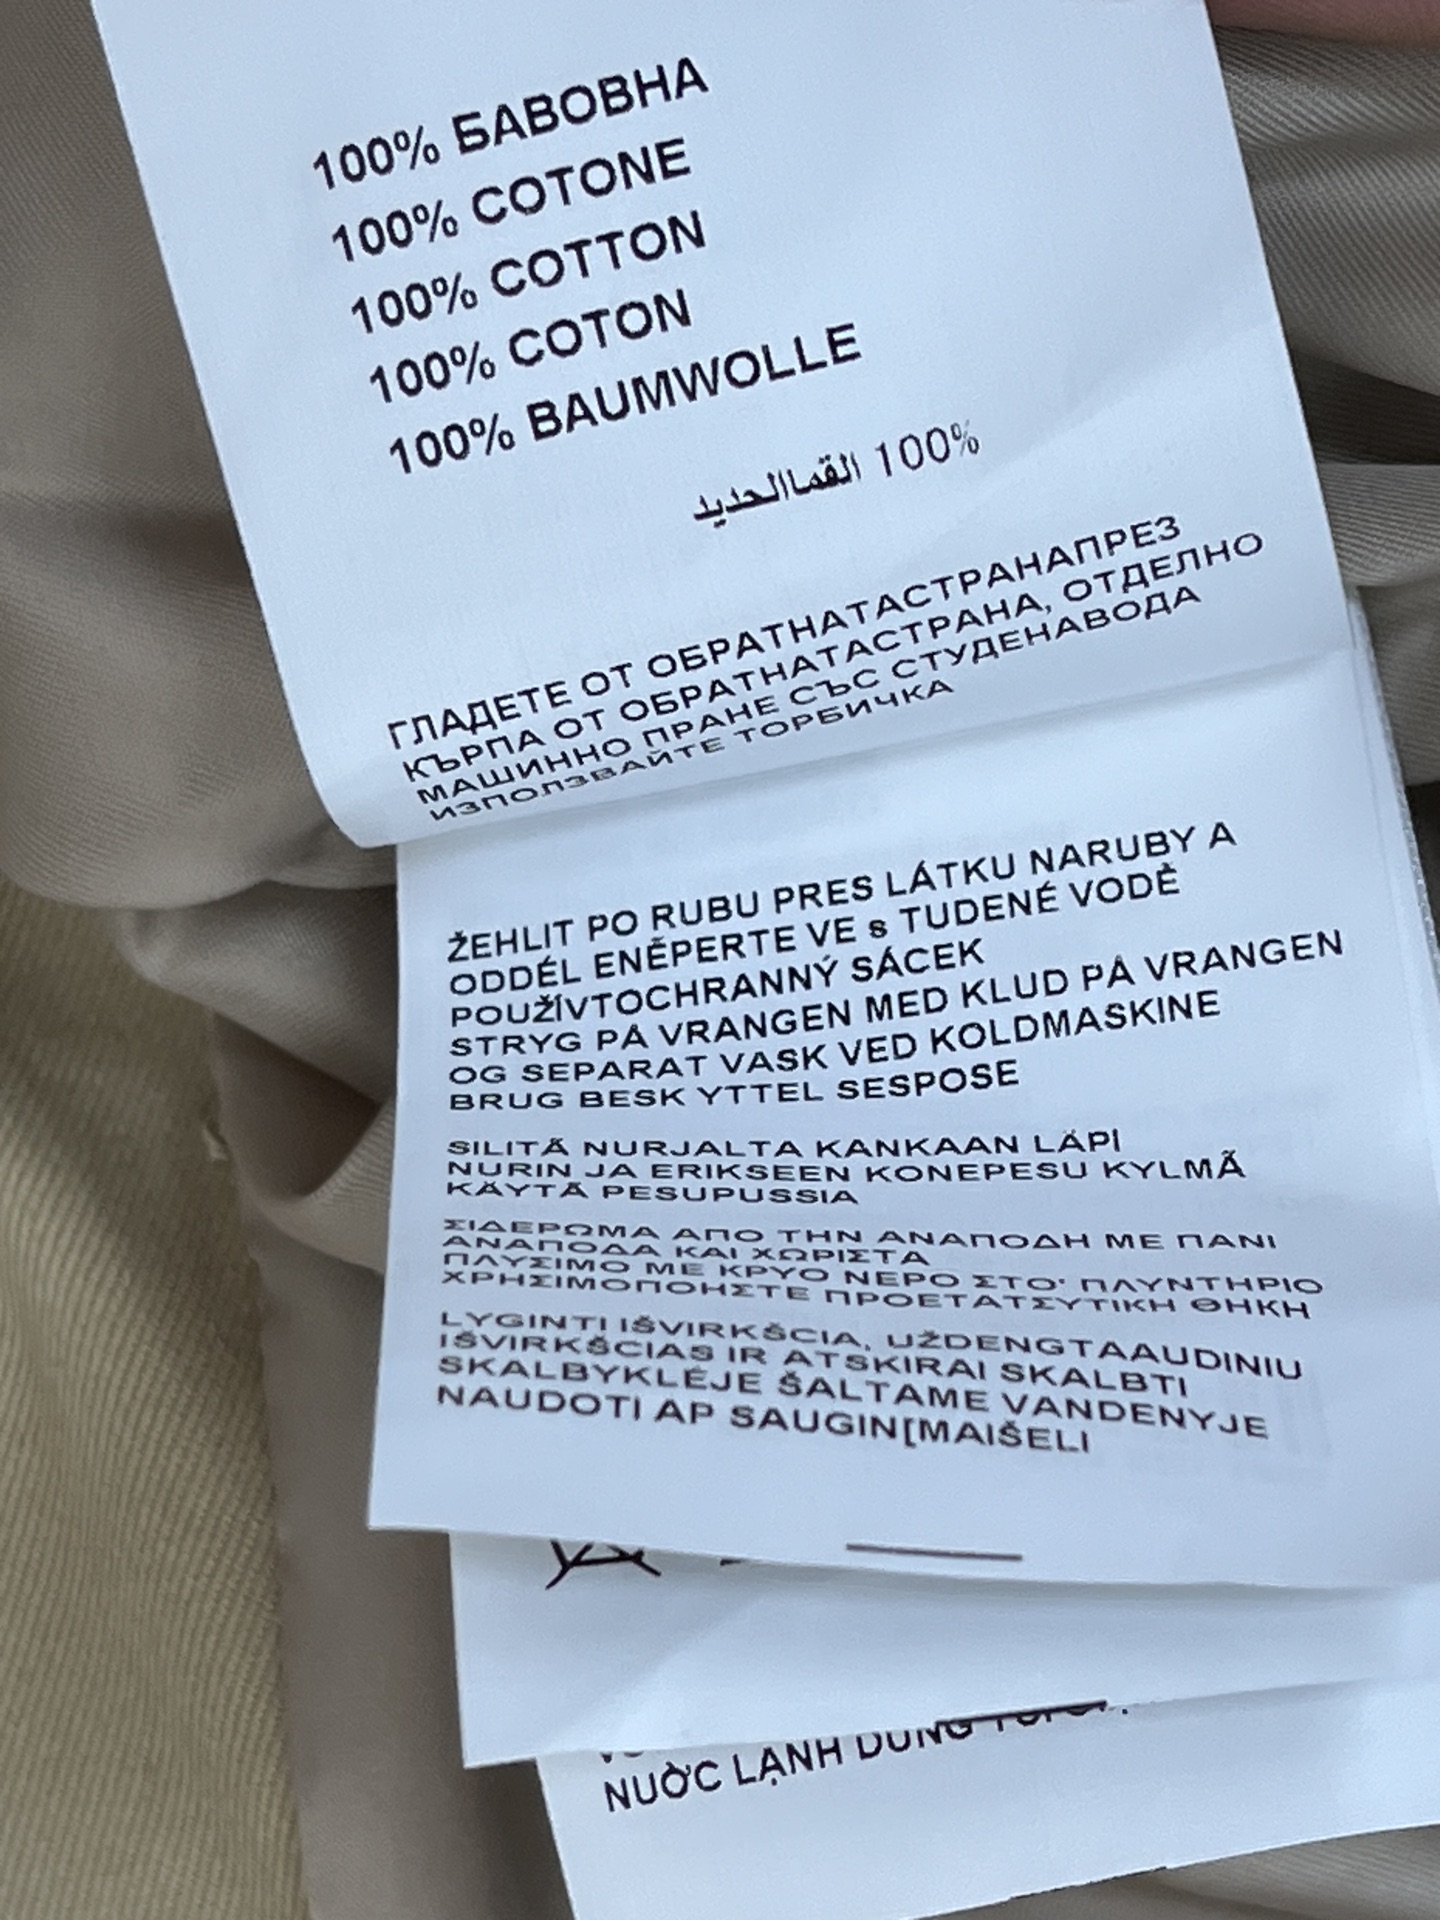 100% БАВОВНА
100% COTONE
100% COTTON
100% COTON
100% BAUMWOLLE
100% القماالحديد
ГЛАДЕТЕ ОТ ОБРАТНАТАСТРАНАПРЕЗ
КЪРПА ОТ ОБРАТНАТАСТРАНА, ОТДЕЛНО
МАШИННО ПРАНЕ СЪС СТУДЕНАВОДА
ИЗПОЛЗВАЙТЕ ТОРБИЧКА
ŽEHLIT PO RUBU PRES LÁTKU NARUBY A
ODDÉL ENĚPERTE VE s TUDENÉ VODĚ
POUŽÍVTOCHRANNÝ SÁCEK
STRYG PÅ VRANGEN MED KLUD PÅ VRANGEN
OG SEPARAT VASK VED KOLDMASKINE
BRUG BESK YTTEL SESPOSE
SILITÄ NURJALTA KANKAAN LÄPI
NURIN JA ERIKSEEN KONEPESU KYLMÃ
KÄYTÄ PESUPUSSIA
ΣΙΔΕΡΩΜΑ ΑΠΟ ΤΗΝ ΑΝΑΠΟΔΗ ΜΕ ΠΑΝΙ
ΑΝΑΠΟΔΑ ΚΑΙ ΧΩΡΙΣΤΑ
ΠΛΥΣΙΜΟ ΜΕ ΚΡΥΟ ΝΕΡΟ ΣΤΟ' ΠΛΥΝΤΗΡΙΟ
ΧΡΗΣΙΜΟΠΟΗΣΤΕ ΠΡΟΕΤΑΤΣΥΤΙΚΗ ΘΗΚΗ
LYGINTI IŠVIRKŠCIA, UŽDENGTAAUDINIU
IŠVIRKŠCIAS IR ATSKIRAI SKALBTI
SKALBYKLĖJE ŠALTAME VANDENYJE
NAUDOTI AP SAUGIN[MAIŠELI
NUỜC LẠNH DUNG